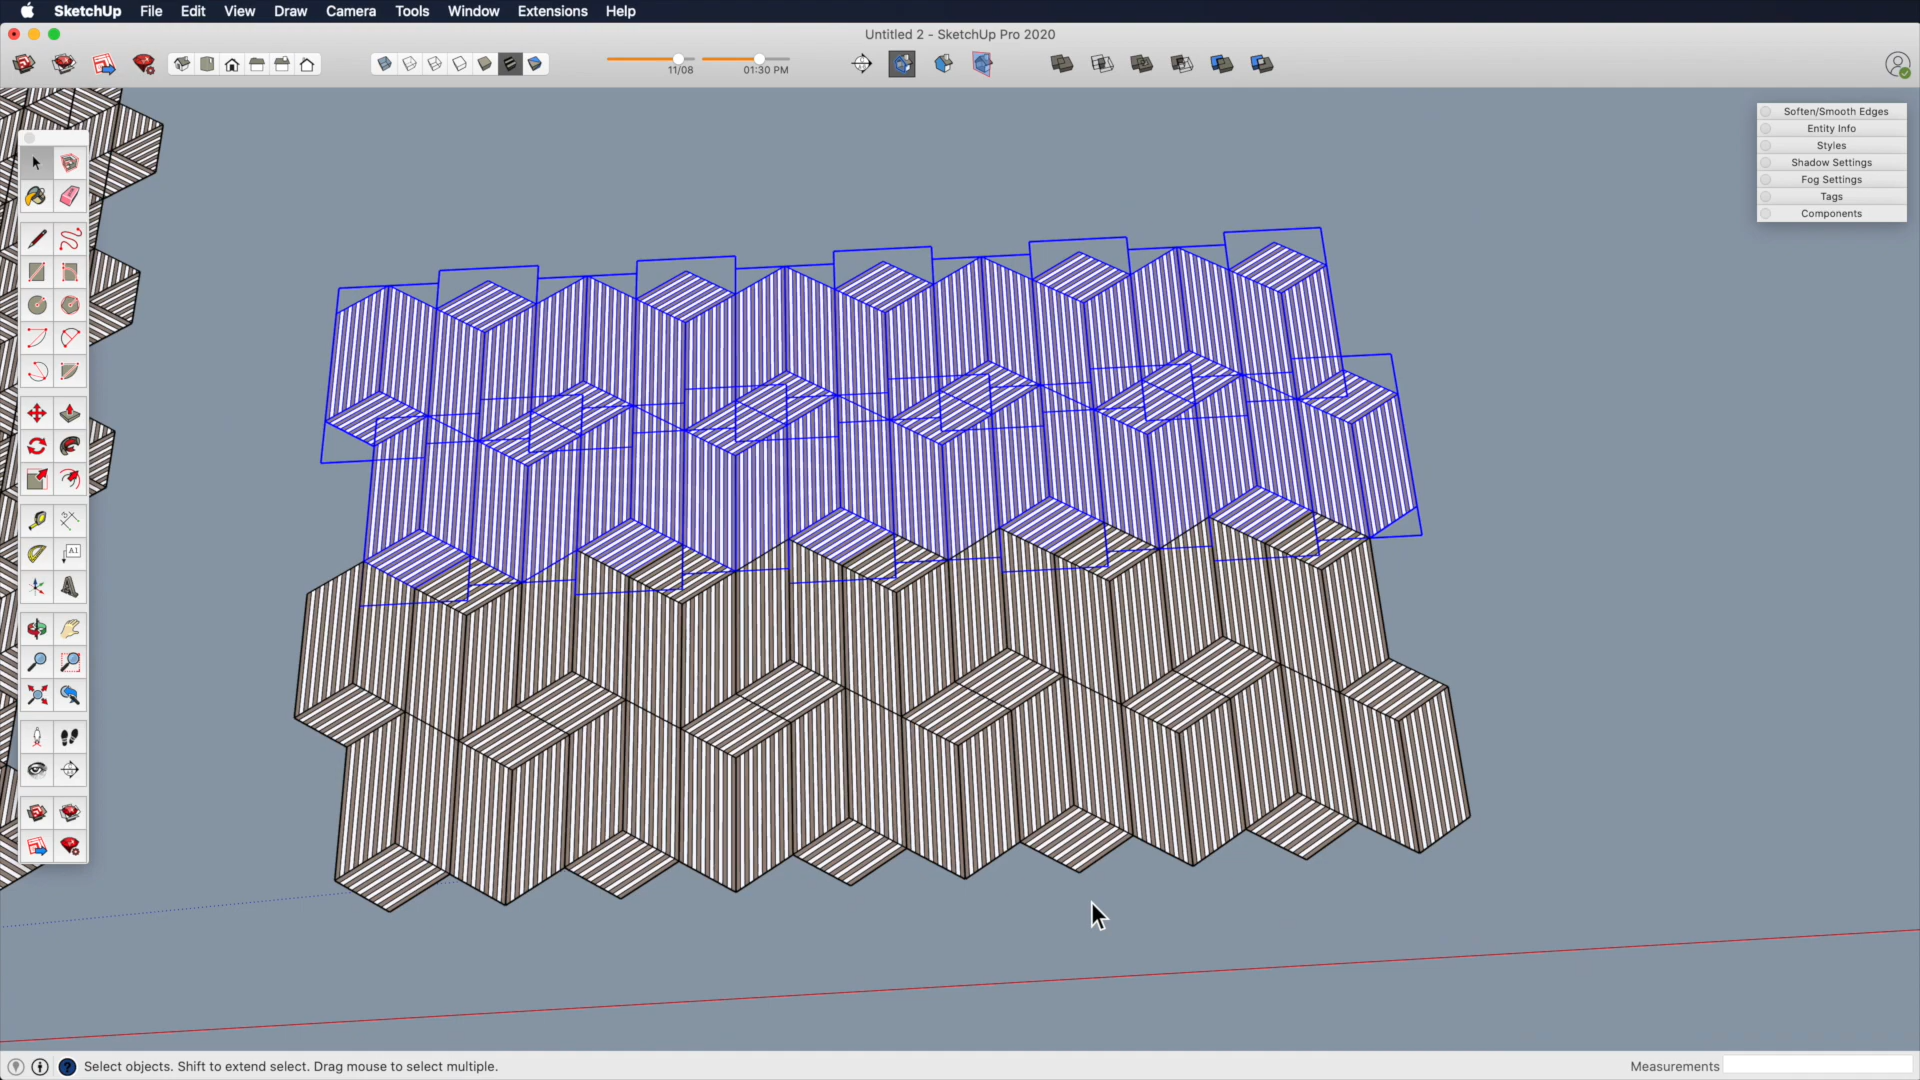 SketchUp File Edit View Draw Camera Tools Window Extensions Help
Untitled 2 - SketchUp Pro 2020
11/08 01:30 PM
Soften/Smooth Edges
Entity Info
Styles
Shadow Settings
Fog Settings
Tags
Components
A1
Select objects. Shift to extend select. Drag mouse to select multiple.
Measurements